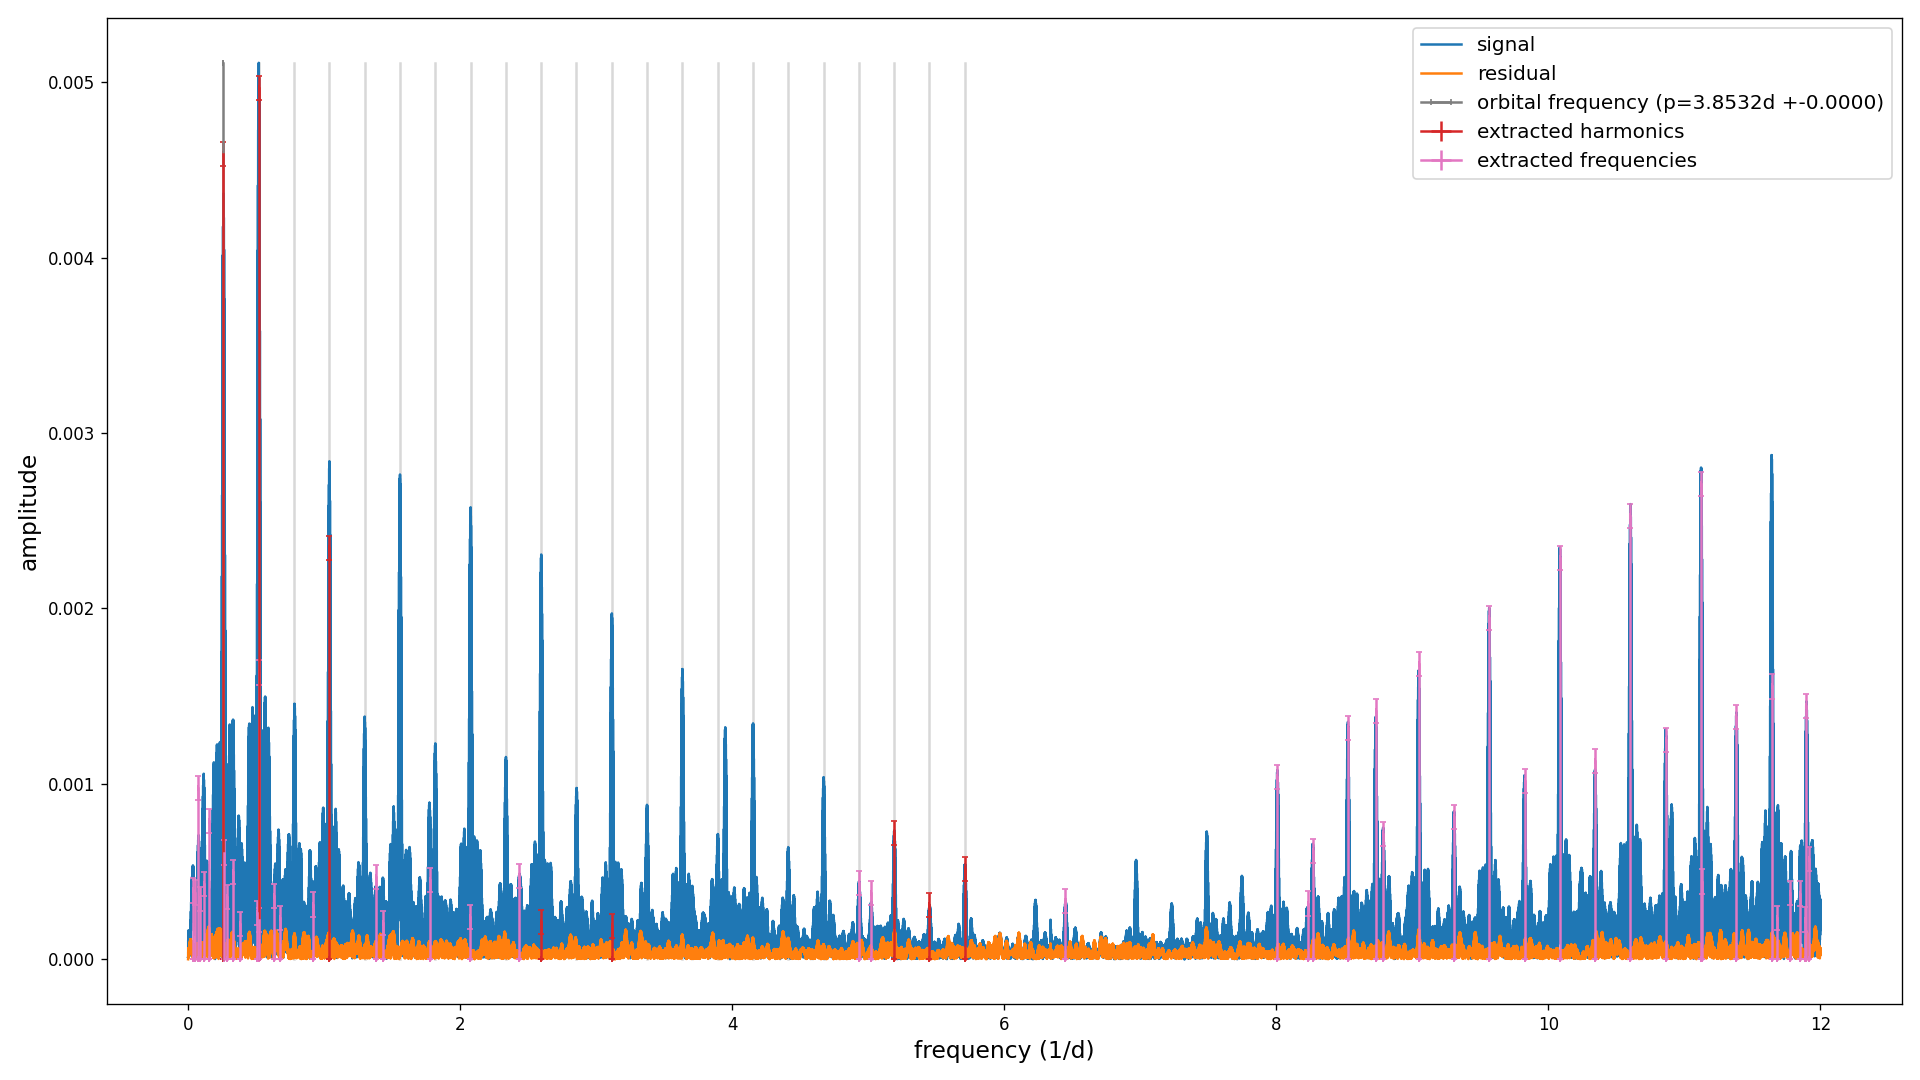 signal
residual
orbital frequency (p=3.8532d +-0.0000)
extracted harmonics
extracted frequencies
0.005
0.004
0.003
0.002
0.001
0.000
amplitude
0 2 4 6 8 10 12
frequency (1/d)